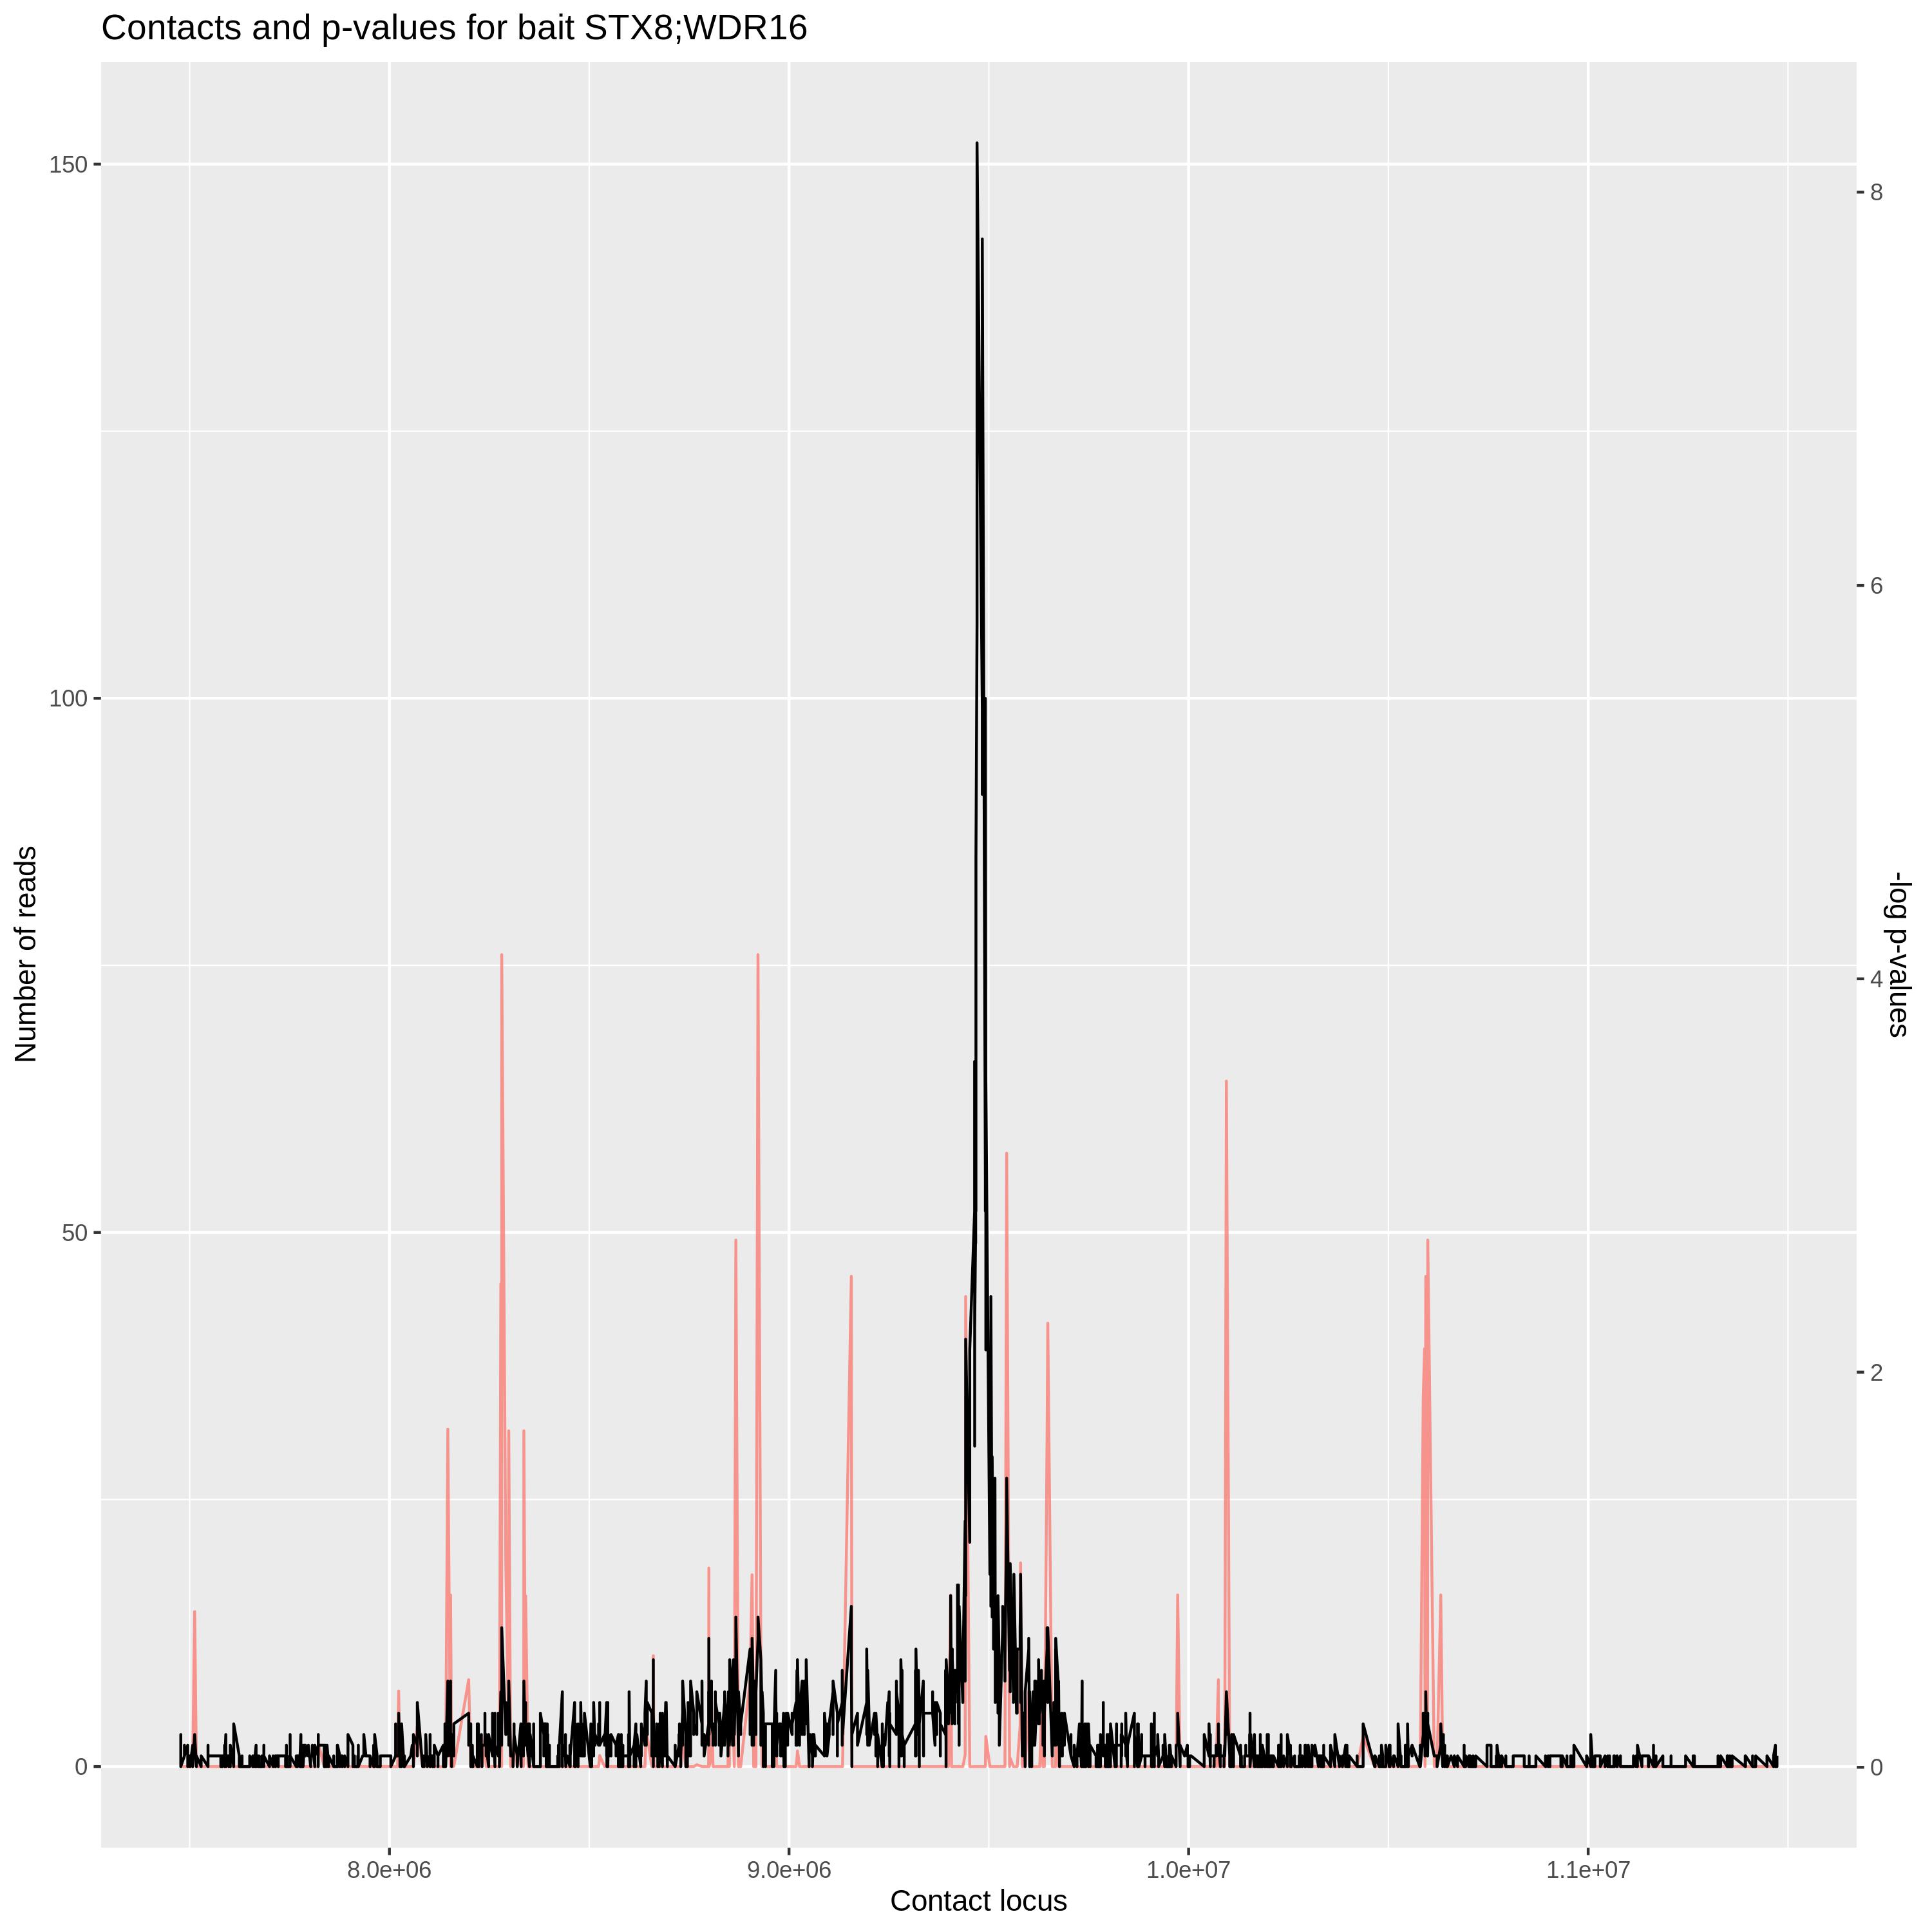 Contacts and p-values for bait STX8;WDR16
150
100
50
0
Number of reads
8
6
4
2
0
-log p-values
8.0e+06 9.0e+06 1.0e+07 1.1e+07
Contact locus